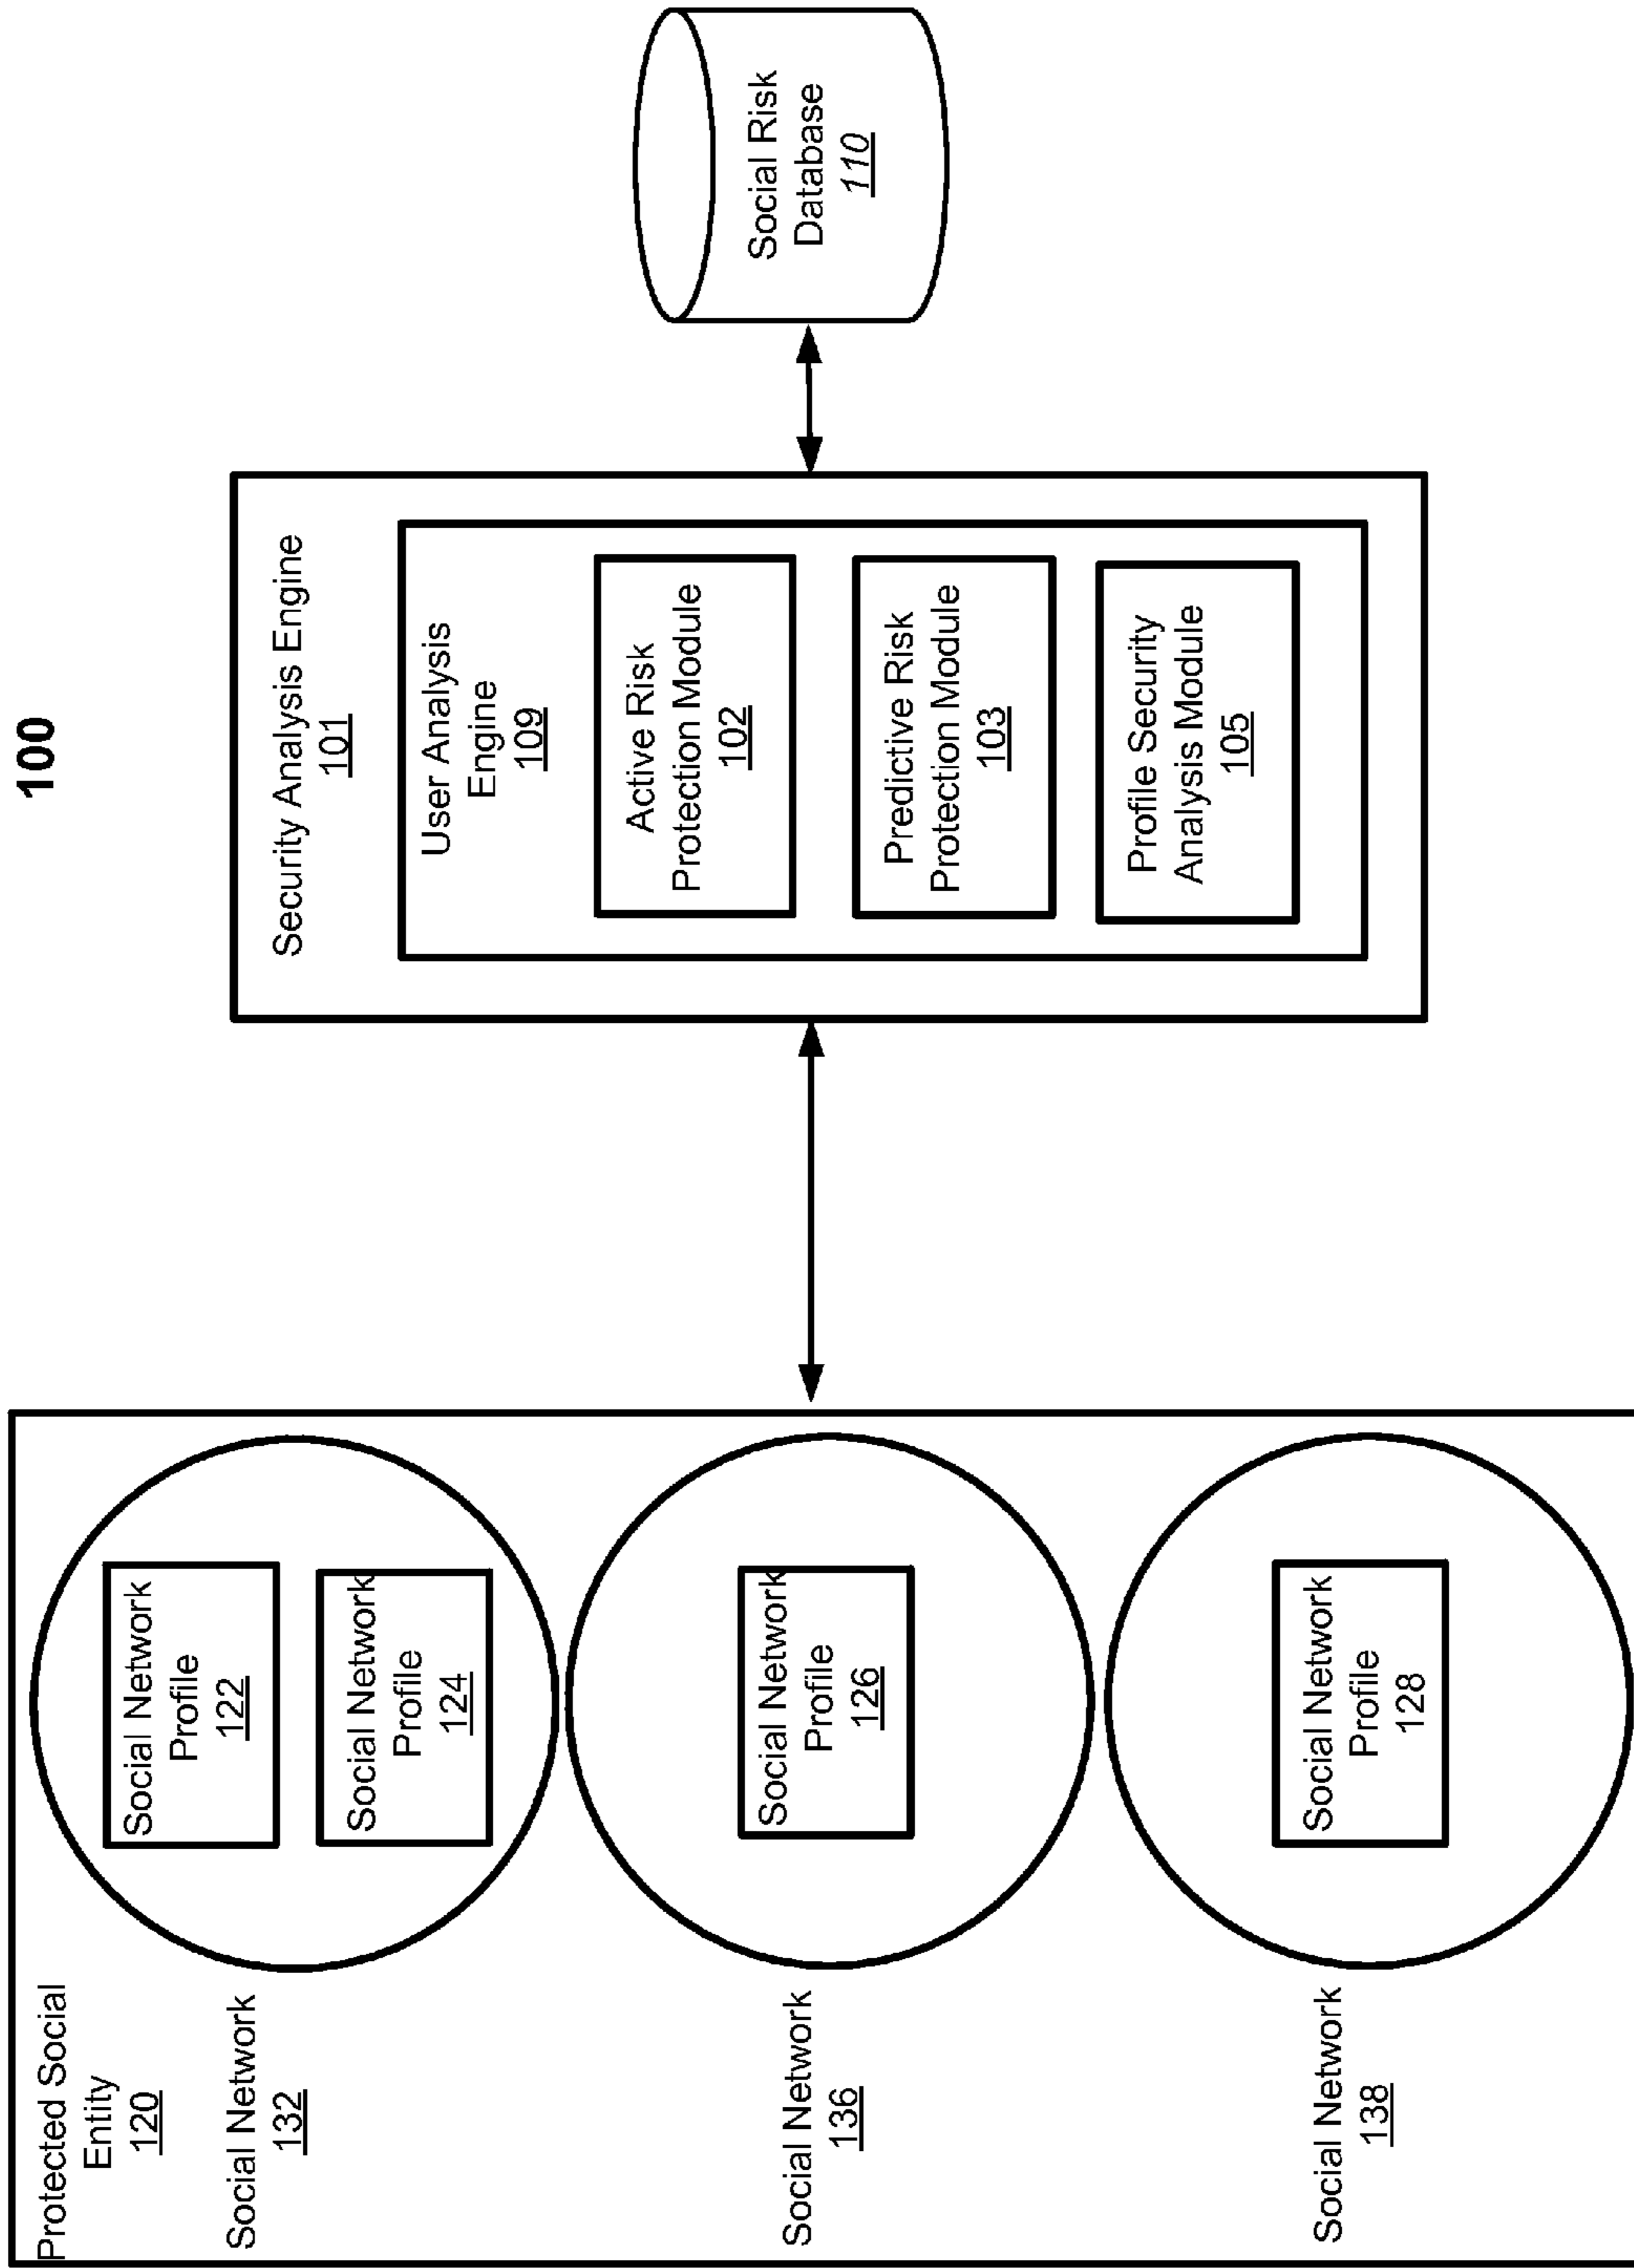 100
Protected Social
Entity
120
Social Network
132
Social Network
Profile
122
Social Network
Profile
124
Social Network
136
Social Network
Profile
126
Social Network
138
Social Network
Profile
128
Security Analysis Engine
101
User Analysis
Engine
109
Active Risk
Protection Module
102
Predictive Risk
Protection Module
103
Profile Security
Analysis Module
105
Social Risk
Database
110